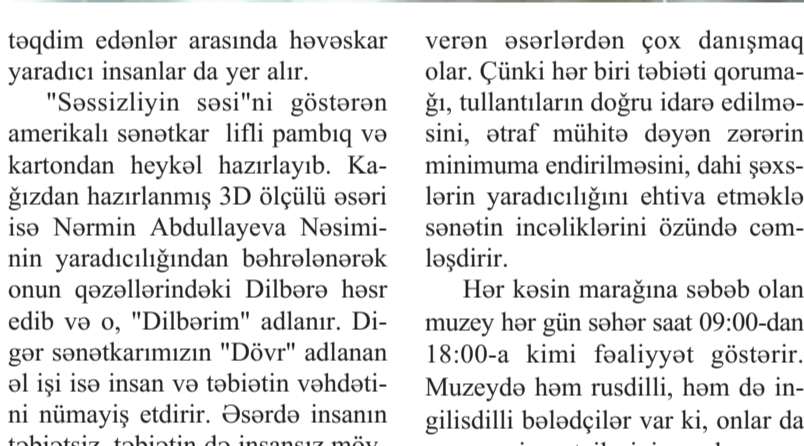 təqdim edənlər arasında həvəskar
yaradıcı insanlar da yer alır.
"Səssizliyin səsi"ni göstərən
amerikalı sənətkar lifli pambıq və
kartondan heykəl hazırlayıb. Ka-
ğızdan hazırlanmış 3D ölçülü əsəri
isə Nərmin Abdullayeva Nəsimi-
nin yaradıcılığından bəhrələnərək
onun qəzəllərindəki Dilbərə həsr
edib və o, "Dilbərim" adlanır. Di-
gər sənətkarımızın "Dövr" adlanan
əl işi isə insan və təbiətin vəhdəti-
ni nümayiş etdirir. Əsərdə insanın
təbiətsiz, təbiətin də insansız möv-
verən əsərlərdən çox danışmaq
olar. Çünki hər biri təbiəti qoruma-
ğı, tullantıların doğru idarə edilmə-
sini, ətraf mühitə dəyən zərərin
minimuma endirilməsini, dahi şəxs-
lərin yaradıcılığını ehtiva etməklə
sənətin incəliklərini özündə cəm-
ləşdirir.
Hər kəsin marağına səbəb olan
muzey hər gün səhər saat 09:00-dan
18:00-a kimi fəaliyyət göstərir.
Muzeydə həm rusdilli, həm də in-
gilisdilli bələdçilər var ki, onlar da